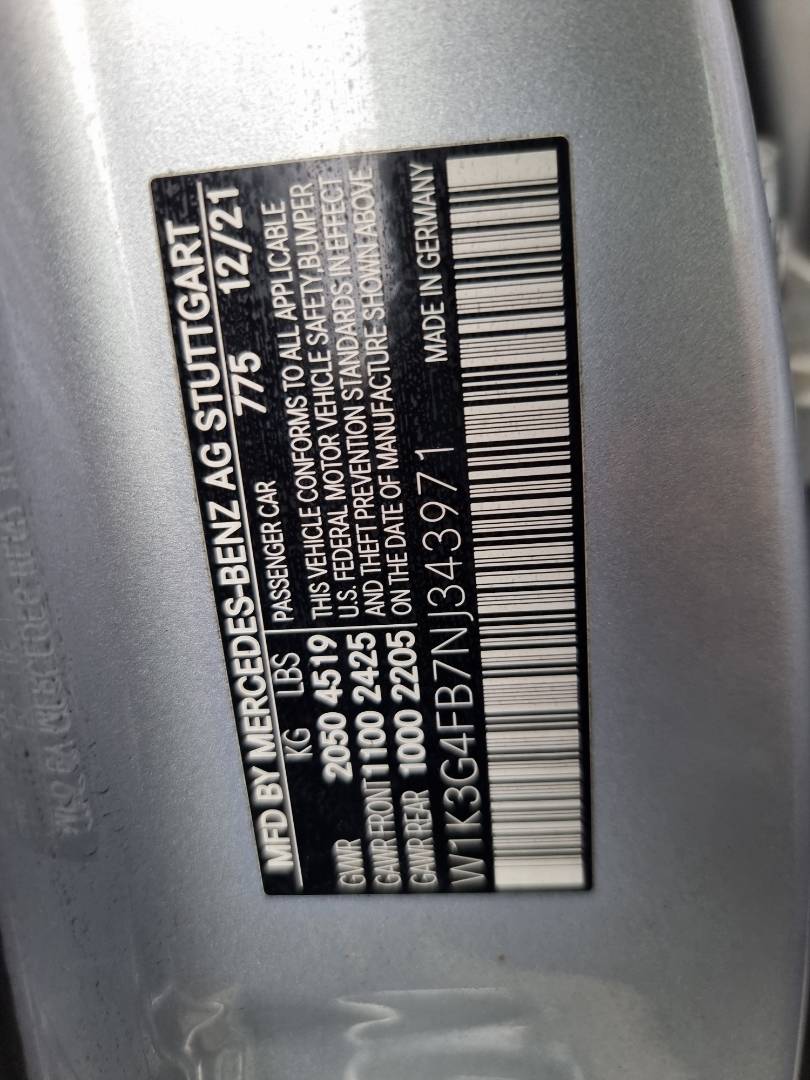 MFD BY MERCEDES-BENZ AG STUTTGART
KG LBS 775 12/21
GVWR 2050 4519 PASSENGER CAR
GAWR FRONT 1100 2425 THIS VEHICLE CONFORMS TO ALL APPLICABLE
GAWR REAR 1000 2205 U.S. FEDERAL MOTOR VEHICLE SAFETY, BUMPER
AND THEFT PREVENTION STANDARDS IN EFFECT
ON THE DATE OF MANUFACTURE SHOWN ABOVE
W1K3G4FB7NJ343971 MADE IN GERMANY